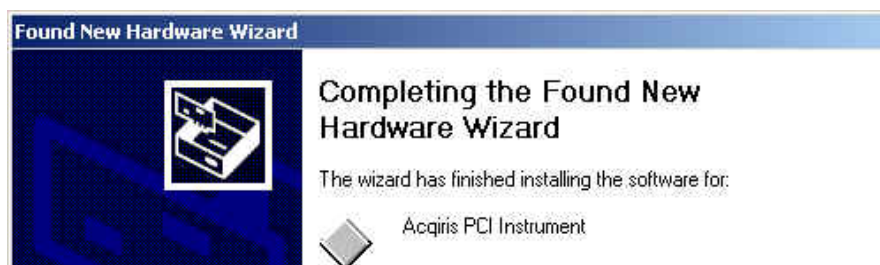 Found New Hardware Wizard
Completing the Found New
Hardware Wizard
The wizard has finished installing the software for:
Acqiris PCI Instrument